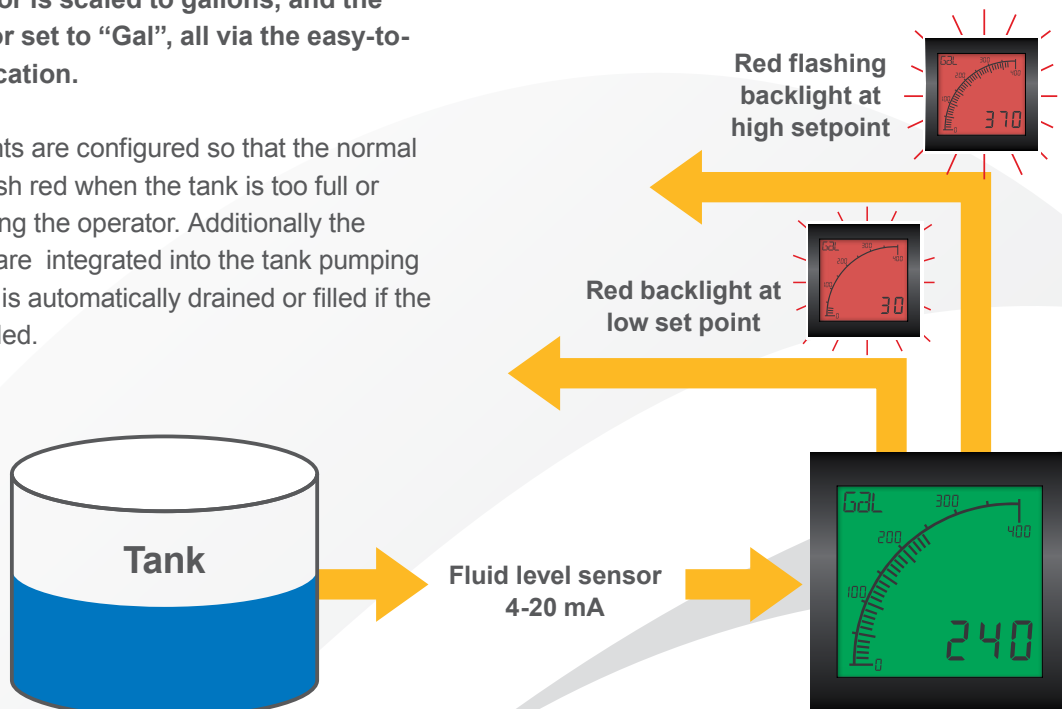 or is scaled to gallons, and the
or set to “Gal”, all via the easy-to-
cation.
nts are configured so that the normal
sh red when the tank is too full or
ng the operator. Additionally the
are integrated into the tank pumping
is automatically drained or filled if the
led.
Red flashing
backlight at
high setpoint
GAL
0
100
200
300
400
370
Red backlight at
low set point
GAL
0
100
200
300
400
30
Tank
Fluid level sensor
4-20 mA
GAL
0
100
200
300
400
240